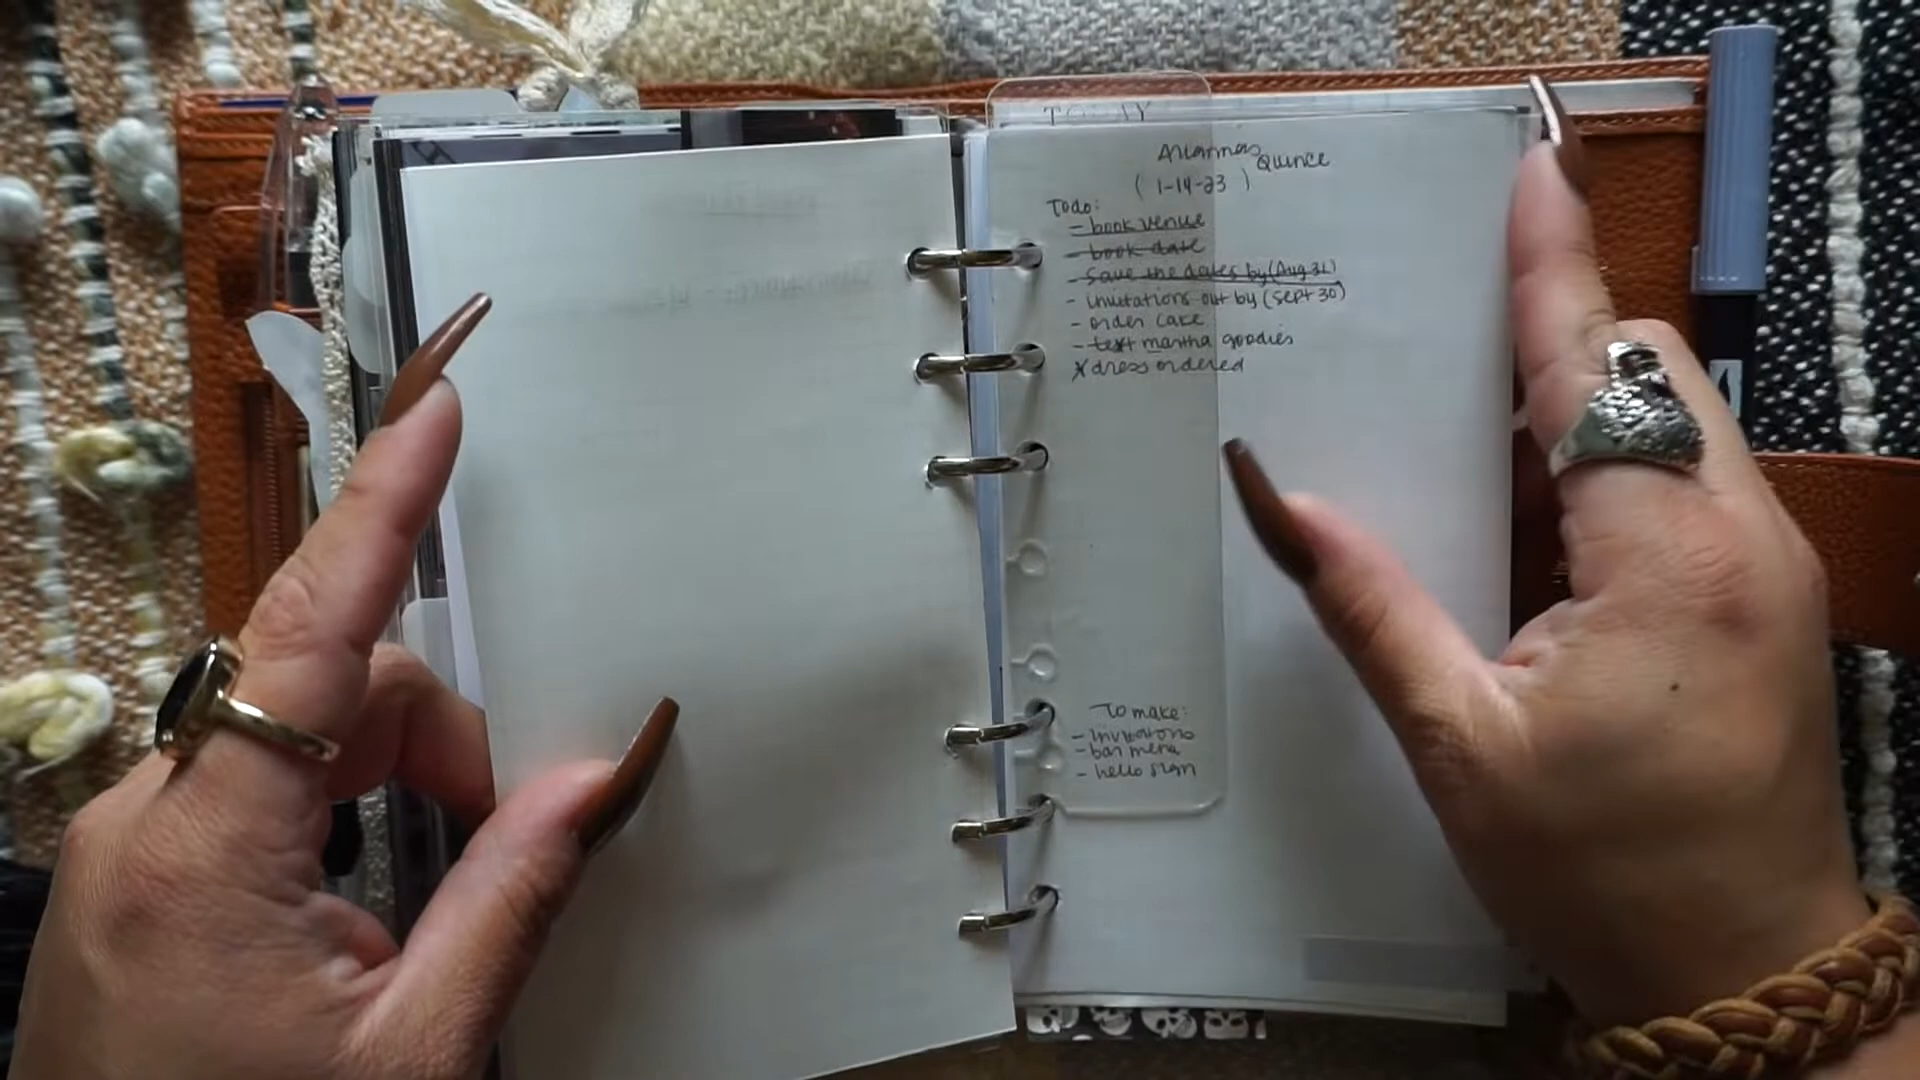 TODAY
Quince
( 1-14-23 )
Todo:
- book venue
- book date
- Save the dates by (Aug 31)
- invitations out by (Sept 30)
- order cake
- text martha goodies
x dress ordered
To make:
- invitations
- bar menu
- hello sign